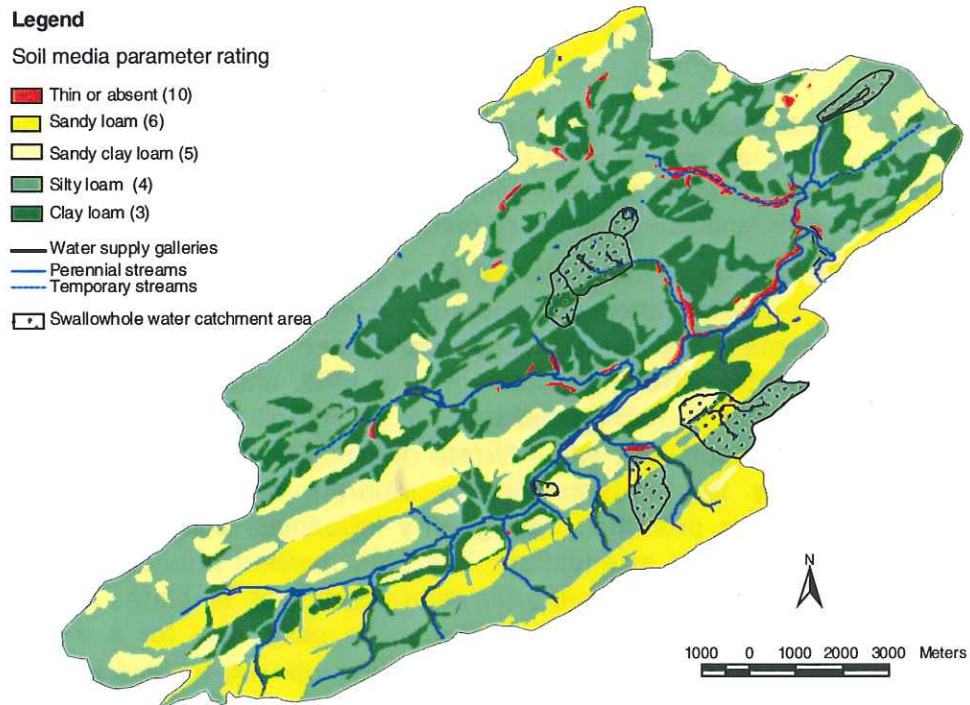 Legend
Soil media parameter rating
Thin or absent (10)
Sandy loam (6)
Sandy clay loam (5)
Silty loam (4)
Clay loam (3)
Water supply galleries
Perennial streams
Temporary streams
Swallowhole water catchment area
N
1000 0 1000 2000 3000 Meters